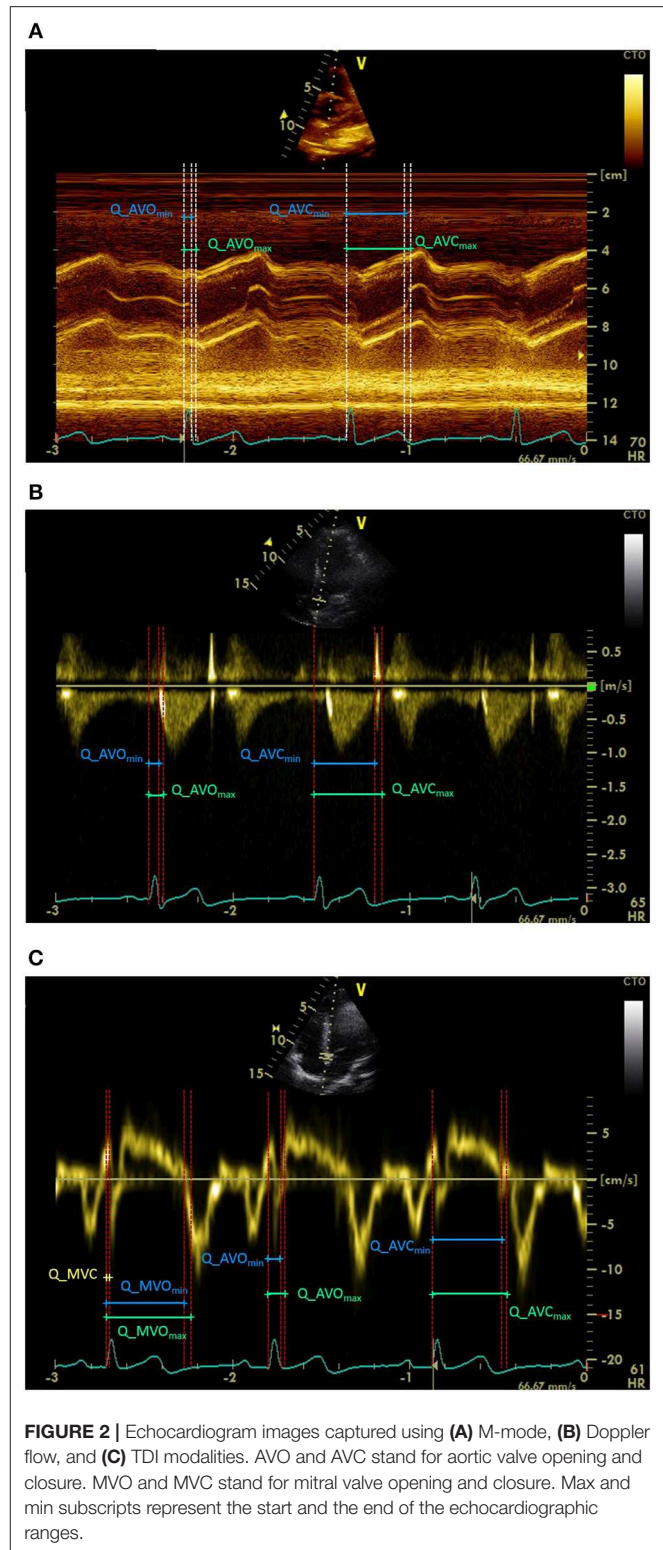 A
CTO
V
5
10
[cm]
Q_AVOmin
Q_AVCmin
2
Q_AVOmax
Q_AVCmax
4
6
8
10
12
14
70
-3
-2
-1
0
HR
66.67 mm/s
B
CTO
V
5
10
15
0.5
[m/s]
-0.5
Q_AVOmin
Q_AVCmin
-1.0
Q_AVOmax
Q_AVCmax
-1.5
-2.0
-2.5
-3.0
65
-3
-2
-1
0
HR
66.67 mm/s
C
CTO
V
5
10
15
5
[cm/s]
-5
Q_AVCmin
Q_AVOmin
Q_MVC
-10
Q_MVOmin
Q_AVOmax
Q_AVCmax
Q_MVOmax
-15
-20
61
-3
-2
-1
0
HR
66.67 mm/s
FIGURE 2 | Echocardiogram images captured using (A) M-mode, (B) Doppler
flow, and (C) TDI modalities. AVO and AVC stand for aortic valve opening and
closure. MVO and MVC stand for mitral valve opening and closure. Max and
min subscripts represent the start and the end of the echocardiographic
ranges.